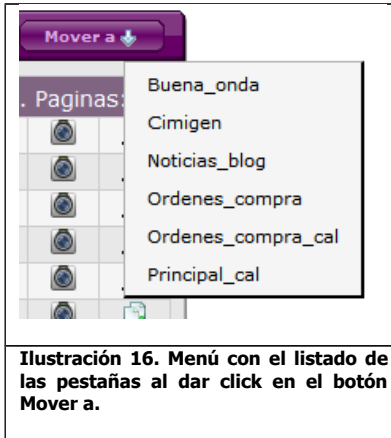 Mover a
. Paginas:
Buena_onda
Cimigen
Noticias_blog
Ordenes_compra
Ordenes_compra_cal
Principal_cal
Ilustración 16. Menú con el listado de
las pestañas al dar click en el botón
Mover a.